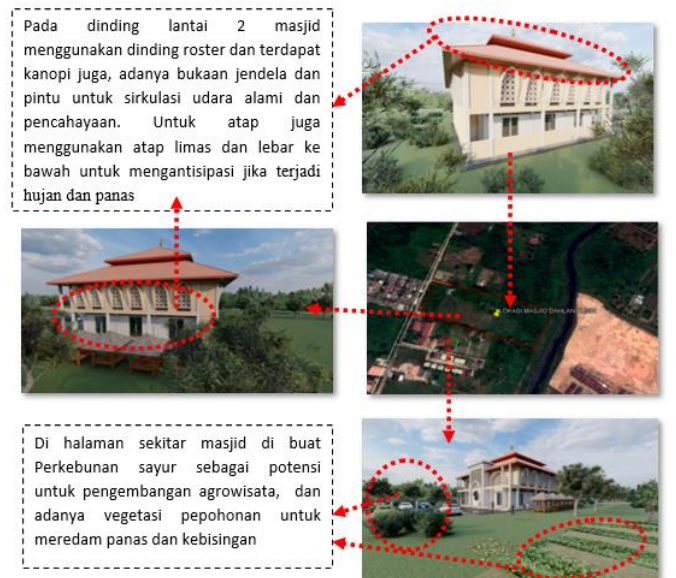 Pada dinding lantai 2 masjid
menggunakan dinding roster dan terdapat
kanopi juga, adanya bukaan jendela dan
pintu untuk sirkulasi udara alami dan
pencahayaan. Untuk atap juga
menggunakan atap limas dan lebar ke
bawah untuk mengantisipasi jika terjadi
hujan dan panas
MASJID DAHLAN
Di halaman sekitar masjid di buat
Perkebunan sayur sebagai potensi
untuk pengembangan agrowisata, dan
adanya vegetasi pepohonan untuk
meredam panas dan kebisingan